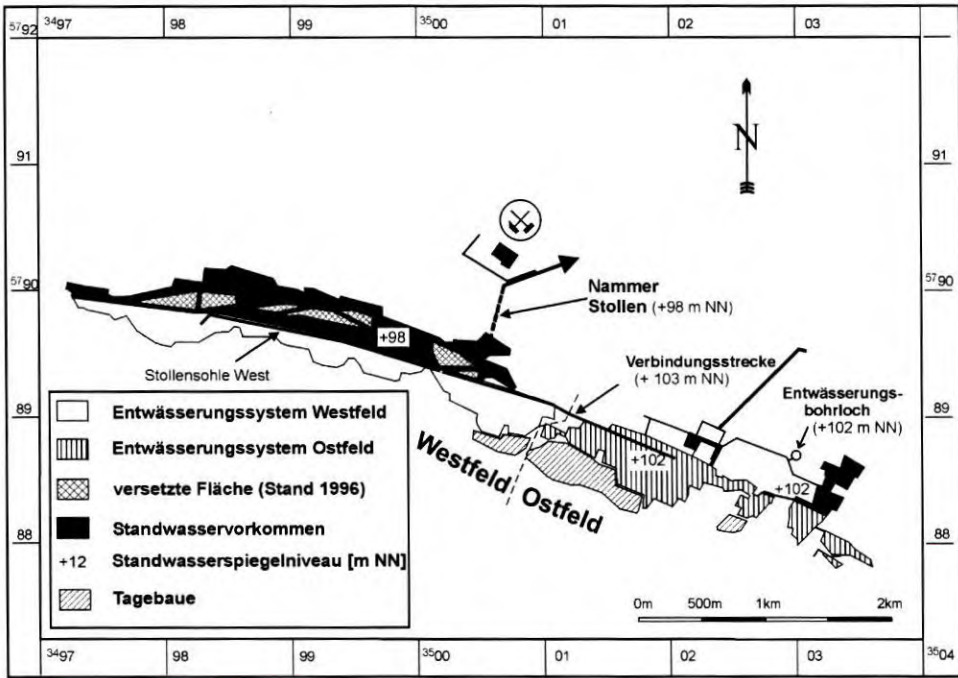 3497 98 99 3500 01 02 03
5792
91 91
N
5790 5790
Nammer
Stollen (+98 m NN)
+98
Stollensohle West
Verbindungsstrecke
(+ 103 m NN)
Entwässerungs-
bohrloch
(+102 m NN)
89 89
Westfeld
Ostfeld
+102
+102
88 88
Entwässerungssystem Westfeld
Entwässerungssystem Ostfeld
versetzte Fläche (Stand 1996)
Standwasservorkommen
+12 Standwasserspiegelniveau [m NN]
Tagebaue
0m 500m 1km 2km
3497 98 99 3500 01 02 03 3504